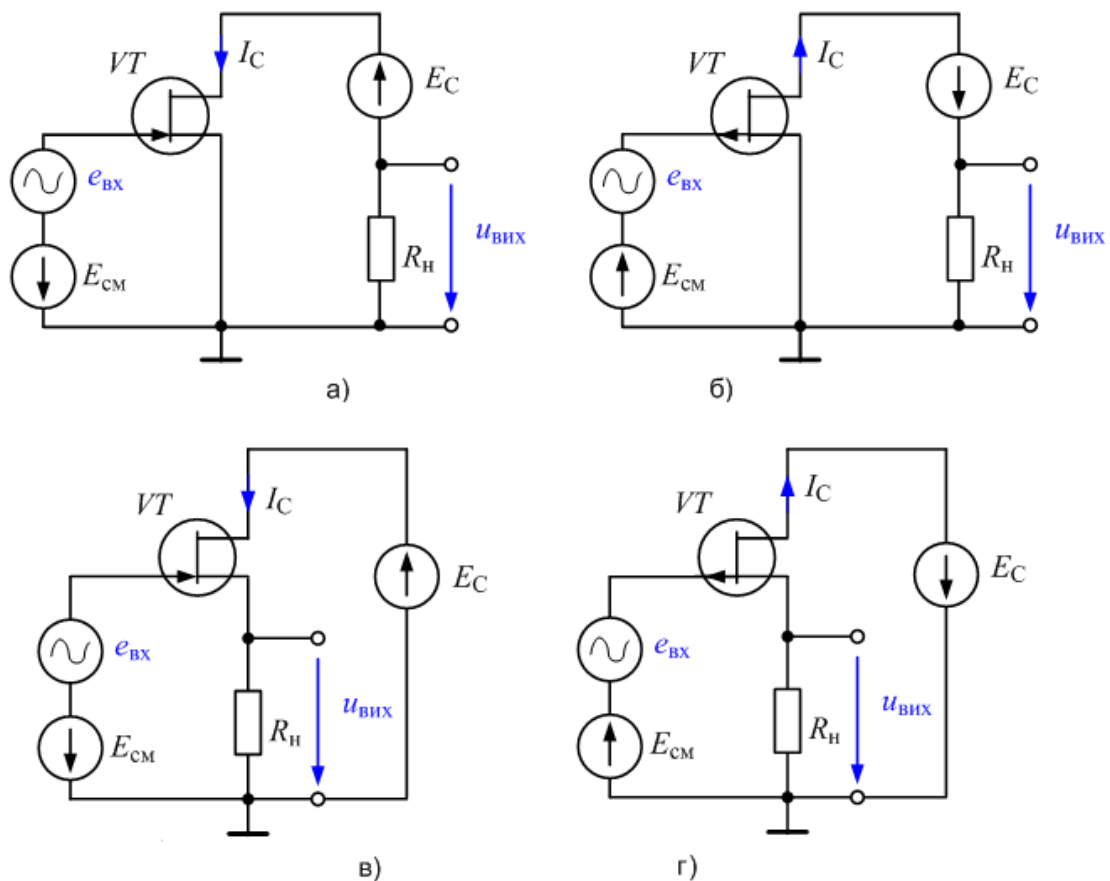 VT
I_C
E_C
e_вх
u_вих
R_н
E_см
а)
VT
I_C
E_C
e_вх
u_вих
R_н
E_см
б)
VT
I_C
E_C
e_вх
u_вих
R_н
E_см
в)
VT
I_C
E_C
e_вх
u_вих
R_н
E_см
г)